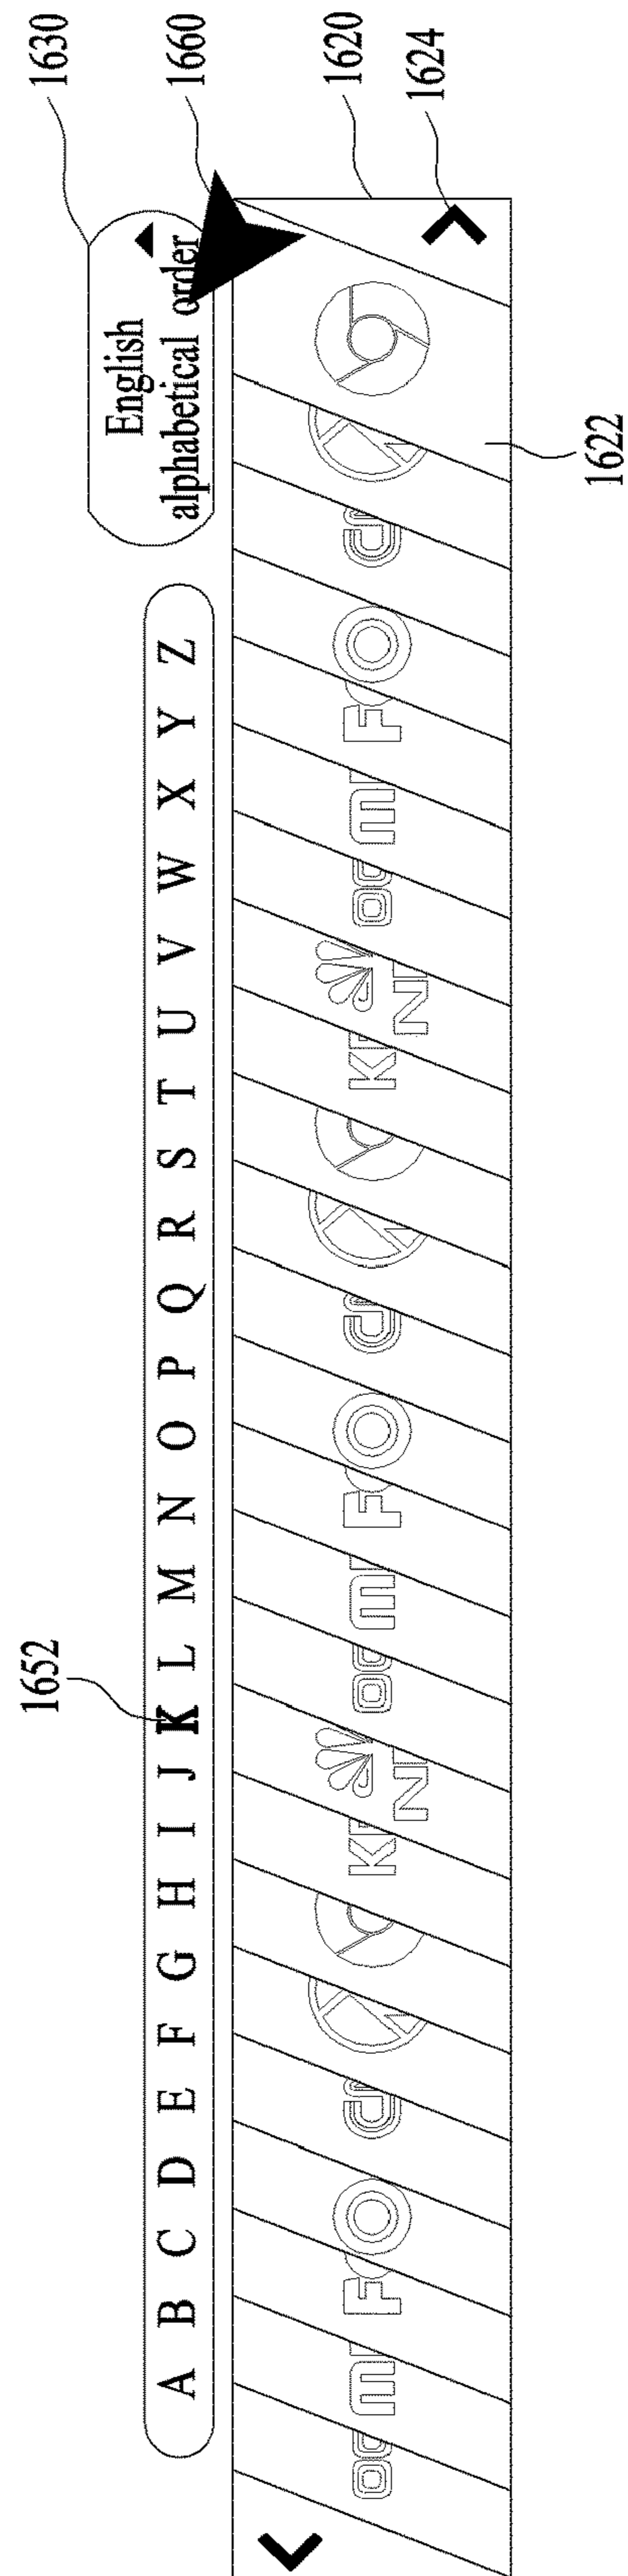 1652
1630
English
alphabetical order
1660
A B C D E F G H I J K L M N O P Q R S T U V W X Y Z
1620
1624
1622